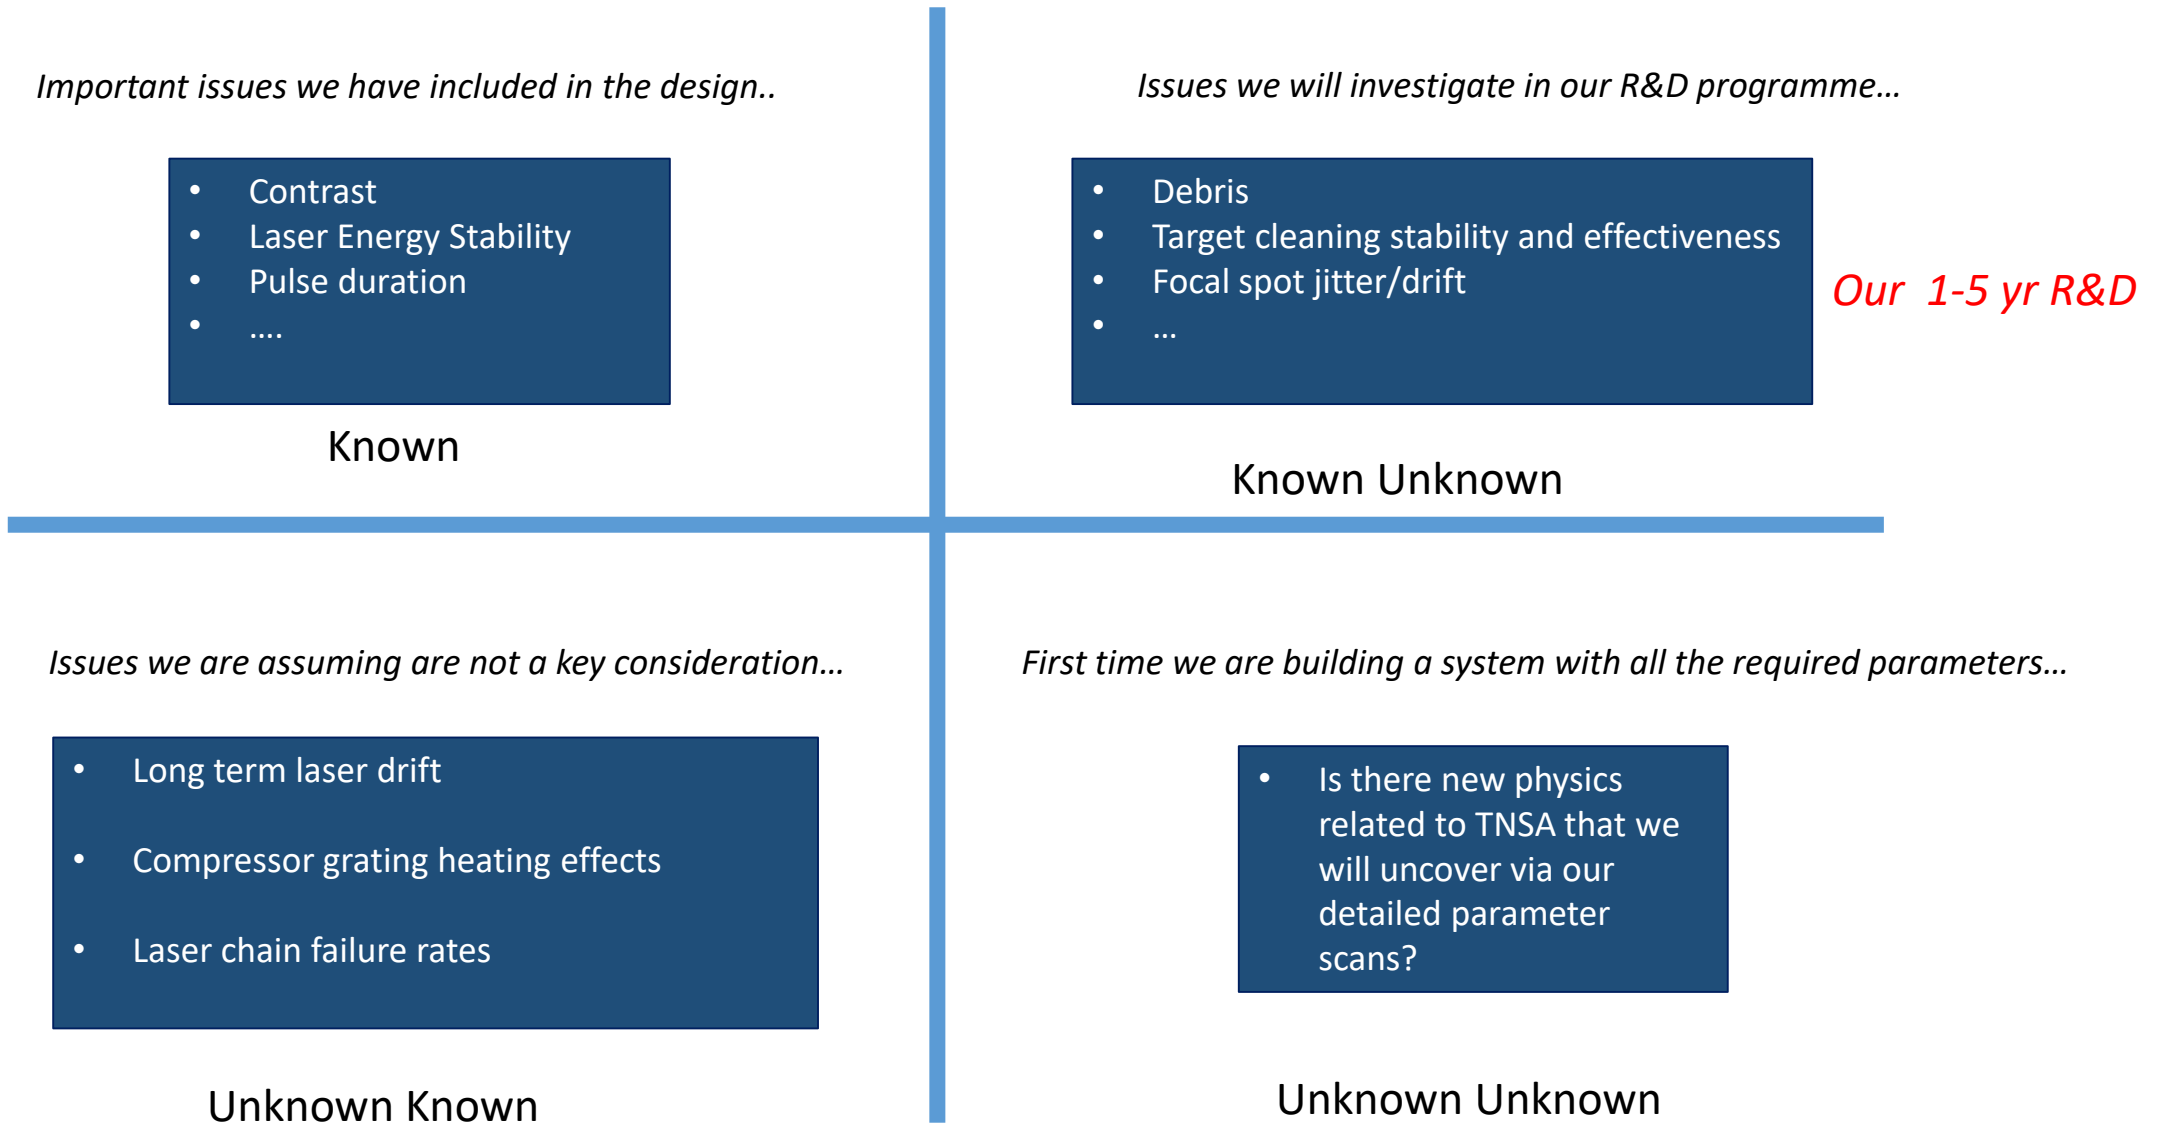 Important issues we have included in the design..
• Contrast
• Laser Energy Stability
• Pulse duration
• ....
Known
Issues we will investigate in our R&D programme...
• Debris
• Target cleaning stability and effectiveness
• Focal spot jitter/drift
• ...
Our 1-5 yr R&D
Known Unknown
Issues we are assuming are not a key consideration...
• Long term laser drift
• Compressor grating heating effects
• Laser chain failure rates
Unknown Known
First time we are building a system with all the required parameters...
• Is there new physics
related to TNSA that we
will uncover via our
detailed parameter
scans?
Unknown Unknown